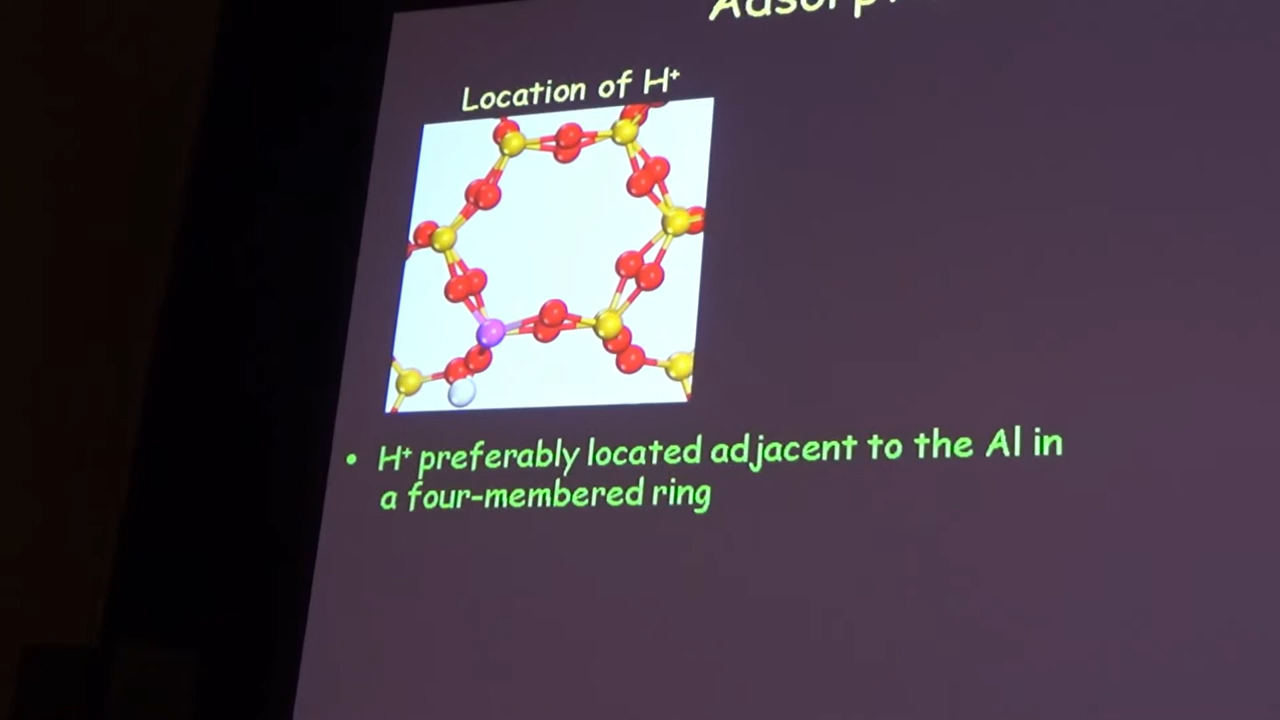 Location of H⁺
• H⁺ preferably located adjacent to the Al in
a four-membered ring